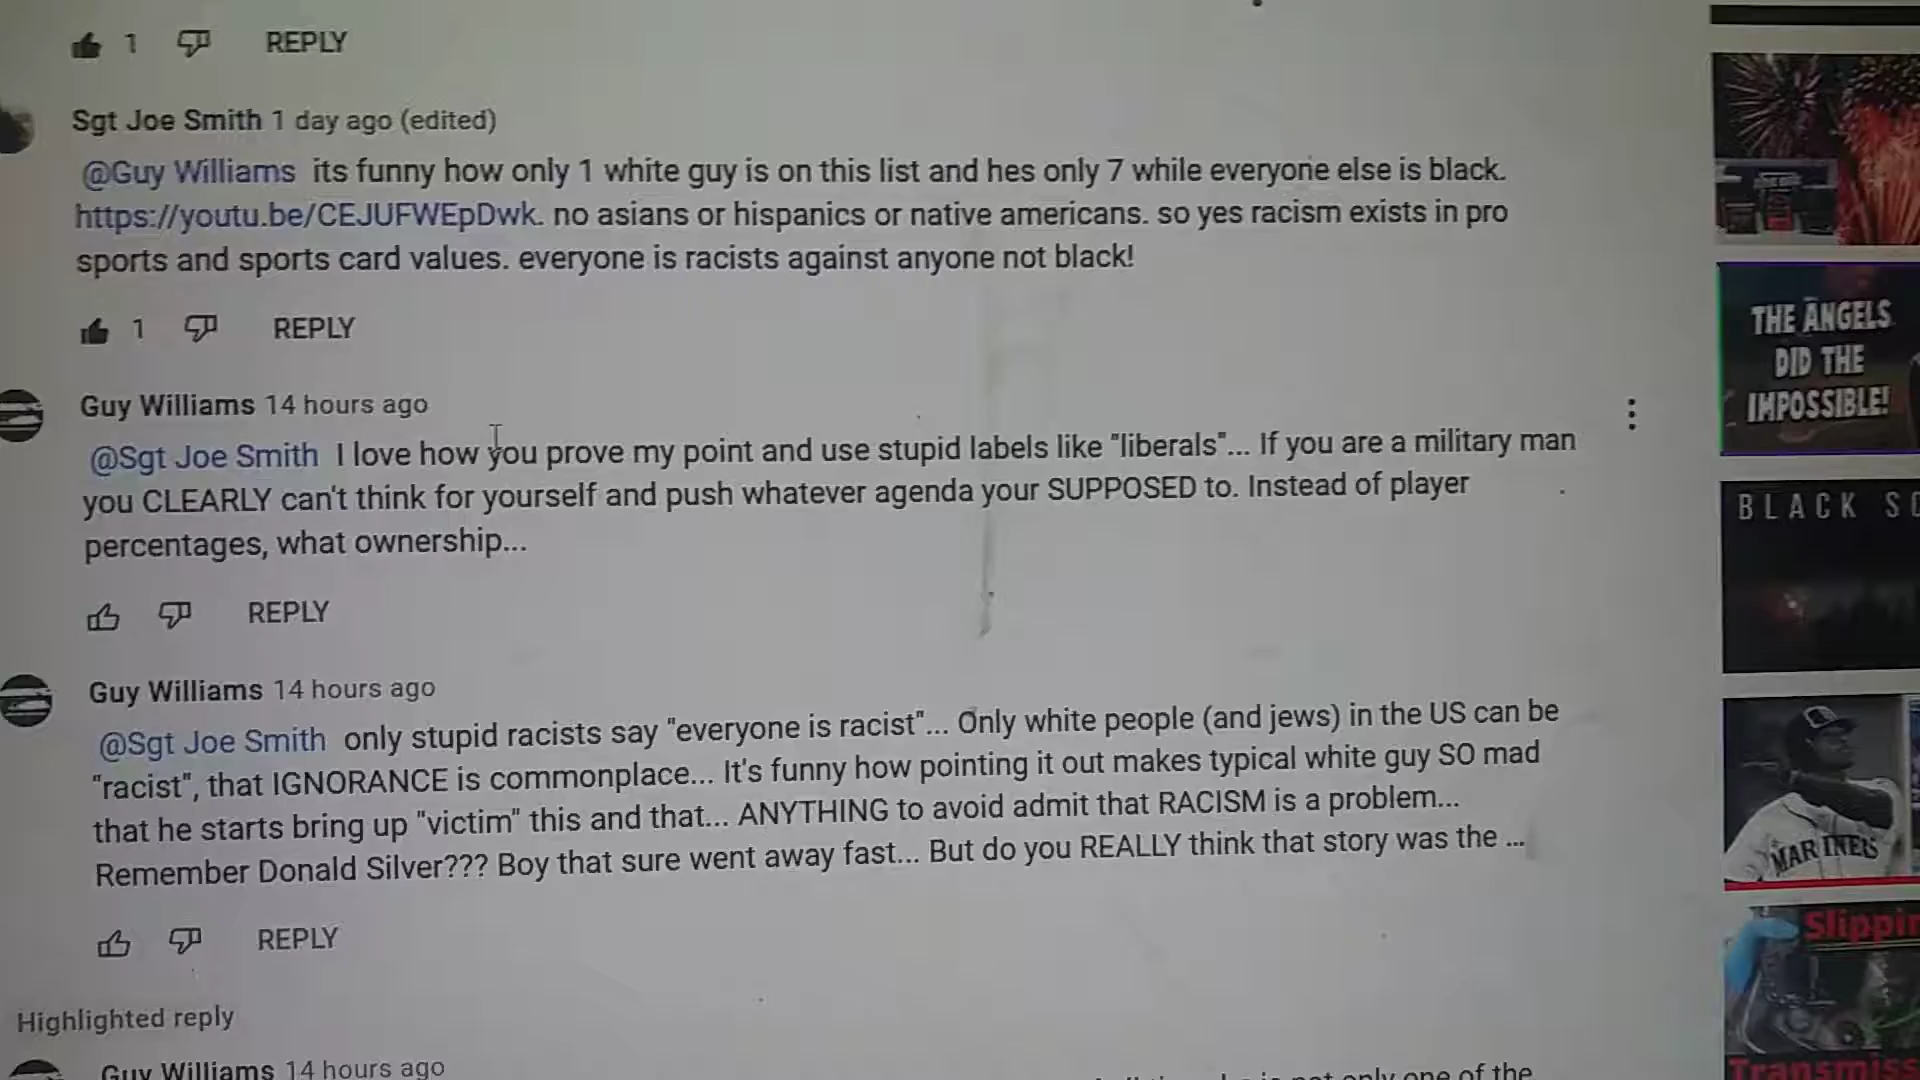 1 REPLY
Sgt Joe Smith 1 day ago (edited)
@Guy Williams its funny how only 1 white guy is on this list and hes only 7 while everyone else is black.
https://youtu.be/CEJUFWEpDwk. no asians or hispanics or native americans. so yes racism exists in pro
sports and sports card values. everyone is racists against anyone not black!
1 REPLY
Guy Williams 14 hours ago
@Sgt Joe Smith I love how you prove my point and use stupid labels like "liberals"... If you are a military man
you CLEARLY can't think for yourself and push whatever agenda your SUPPOSED to. Instead of player
percentages, what ownership...
REPLY
Guy Williams 14 hours ago
@Sgt Joe Smith only stupid racists say "everyone is racist"... Only white people (and jews) in the US can be
"racist", that IGNORANCE is commonplace... It's funny how pointing it out makes typical white guy SO mad
that he starts bring up "victim" this and that... ANYTHING to avoid admit that RACISM is a problem...
Remember Donald Silver??? Boy that sure went away fast... But do you REALLY think that story was the ...
REPLY
Highlighted reply
Guy Williams 14 hours ago
is not only one of the
THE ANGELS
DID THE
IMPOSSIBLE!
BLACK
MARINERS
Slippin
Transmiss